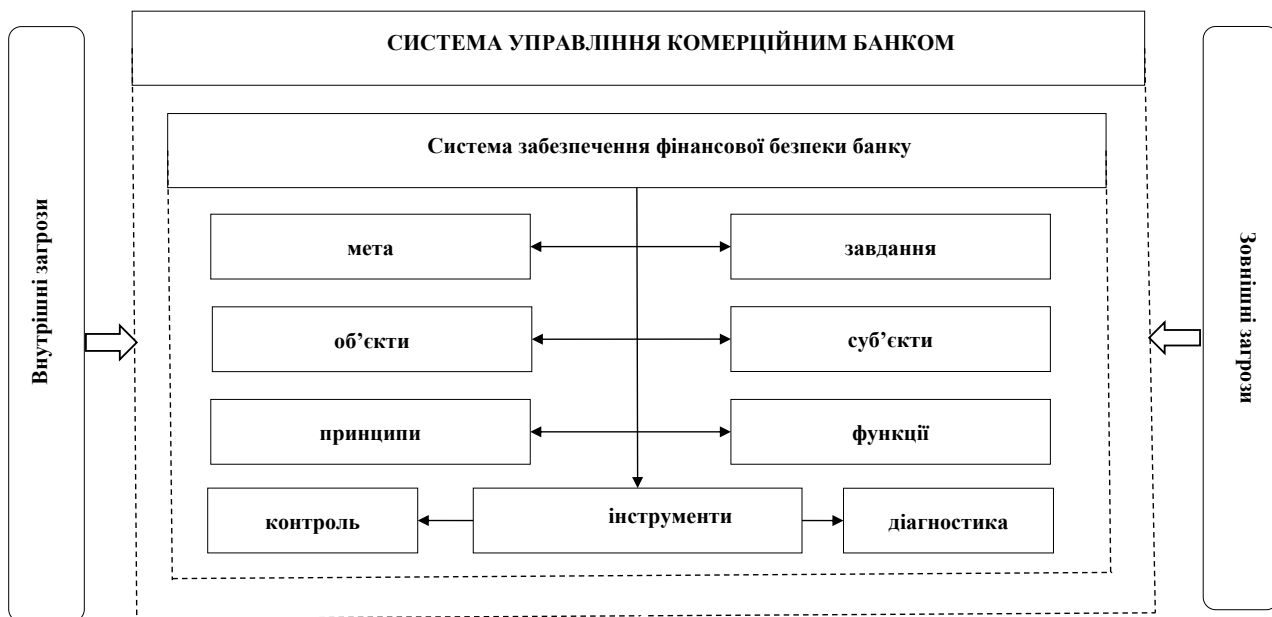 СИСТЕМА УПРАВЛІННЯ КОМЕРЦІЙНИМ БАНКОМ
Система забезпечення фінансової безпеки банку
Внутрішні загрози
мета
завдання
об’єкти
суб’єкти
принципи
функції
контроль
інструменти
діагностика
Зовнішні загрози